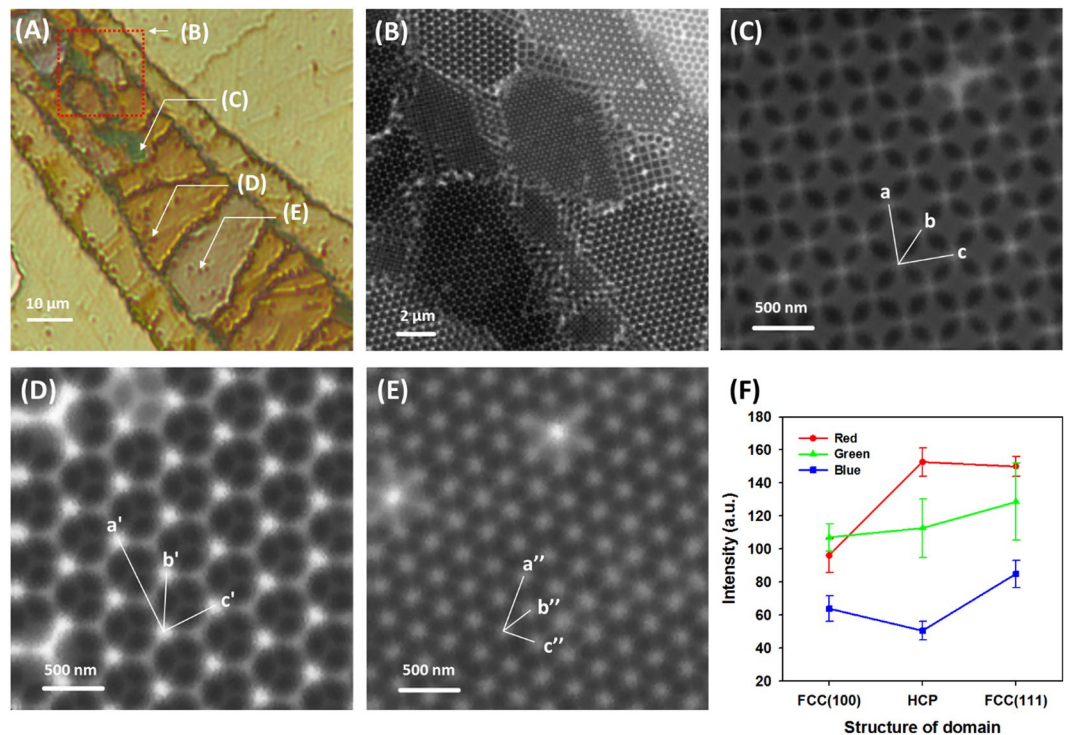 (A)
(B)
(C)
(D)
(E)
10 µm
(B)
2 µm
(C)
a
b
c
500 nm
(D)
a'
b'
c'
500 nm
(E)
a’’
b’’
c’’
500 nm
(F)
180
160
140
120
100
80
60
40
20
Intensity (a.u.)
Red
Green
Blue
FCC(100) HCP FCC(111)
Structure of domain